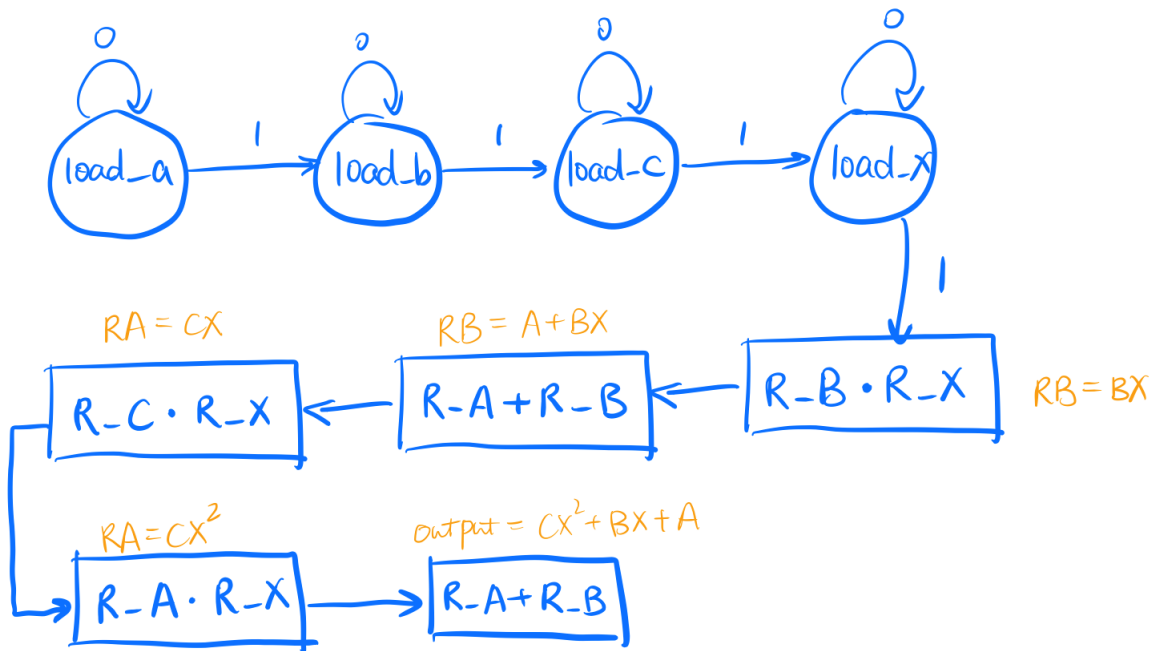 0 0 0 0
load_a 1 load_b 1 load_c 1 load_x
1
RA = CX RB = A+BX
R_C · R_X R_A + R_B R_B · R_X RB = BX
RA = CX² output = CX² + BX + A
R_A · R_X R_A + R_B